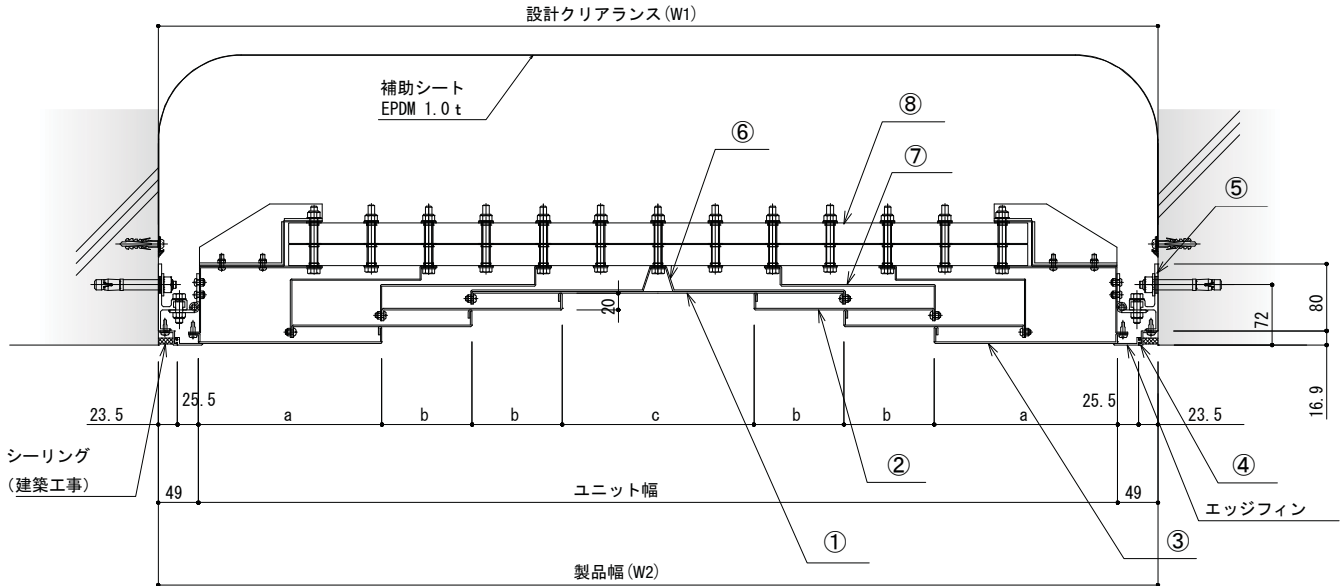 設計クリアランス(W1)
補助シート
EPDM 1.0t
⑧
⑥
⑦
⑤
20
72
80
16.9
23.5
25.5
a
b
b
c
b
b
a
25.5
23.5
シーリング
(建築工事)
②
④
49
ユニット幅
49
エッジフィン
①
③
製品幅(W2)